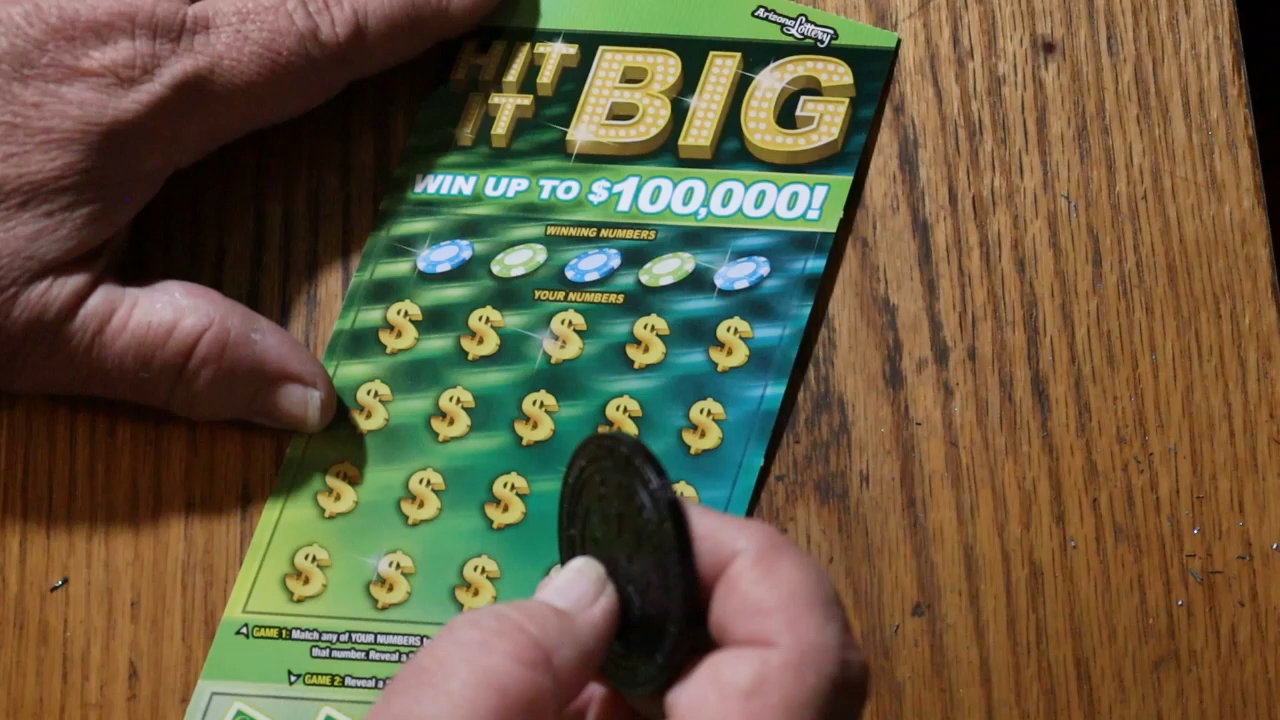 Arizona Lottery
HIT
IT
BIG
WIN UP TO $100,000!
WINNING NUMBERS
YOUR NUMBERS
GAME 1: Match any of YOUR NUMBERS
that number. Reveal a
GAME 2: Reveal a